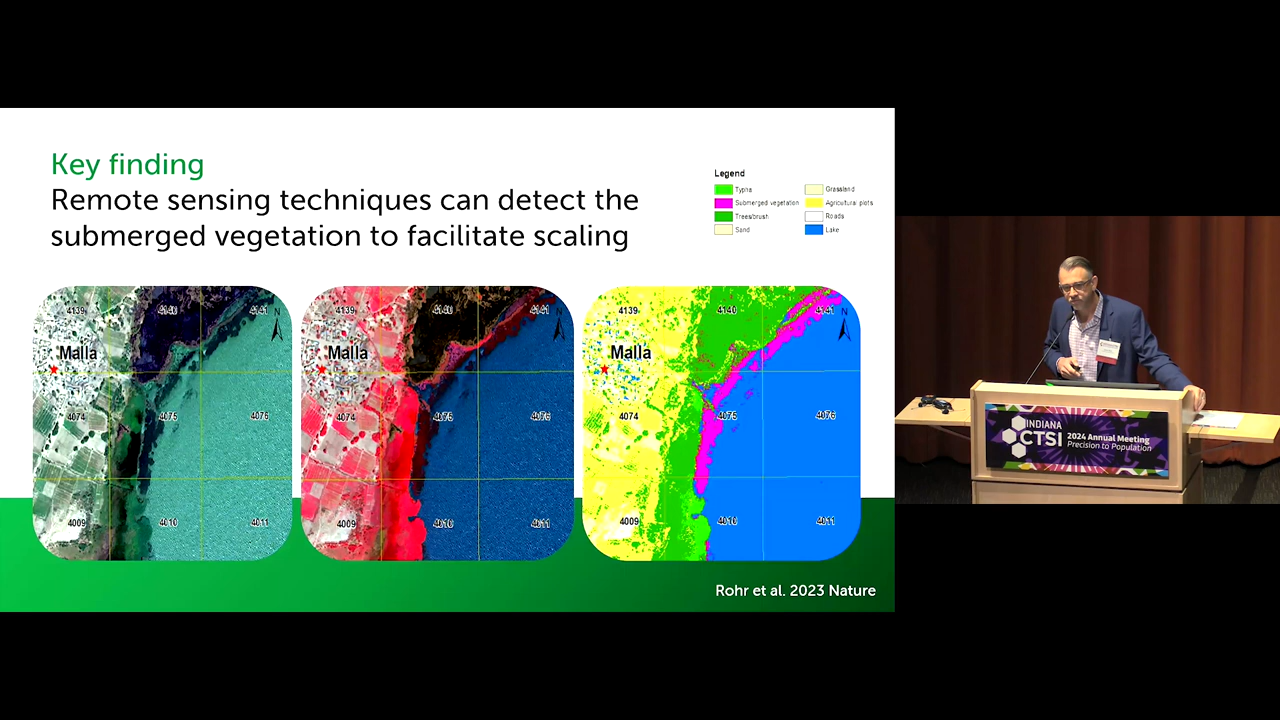 Key finding
Remote sensing techniques can detect the
submerged vegetation to facilitate scaling
Legend
Typha
Submerged vegetation
Trees/brush
Sand
Grassland
Agricultural plots
Roads
Lake
4139
4140
4141
N
Malla
4074
4075
4076
4009
4010
4011
4139
4140
4141
N
Malla
4074
4075
4076
4009
4010
4011
4139
4140
4141
N
Malla
4074
4075
4076
4009
4010
4011
Rohr et al. 2023 Nature
INDIANA
CTSI
2024 Annual Meeting
Precision to Population